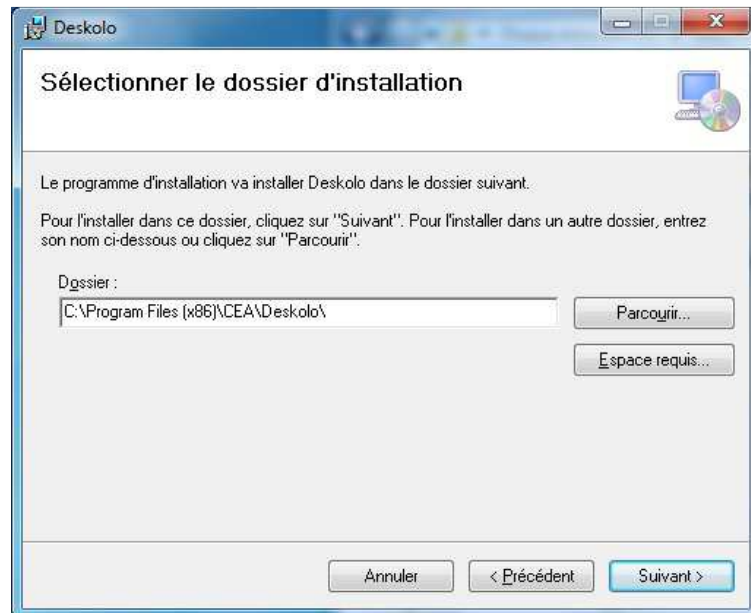 Deskolo
Sélectionner le dossier d'installation
Le programme d'installation va installer Deskolo dans le dossier suivant.
Pour l'installer dans ce dossier, cliquez sur "Suivant". Pour l'installer dans un autre dossier, entrez
son nom ci-dessous ou cliquez sur "Parcourir".
Dossier :
C:\Program Files (x86)\CEA\Deskolo\
Parcourir...
Espace requis...
Annuler
< Précédent
Suivant >